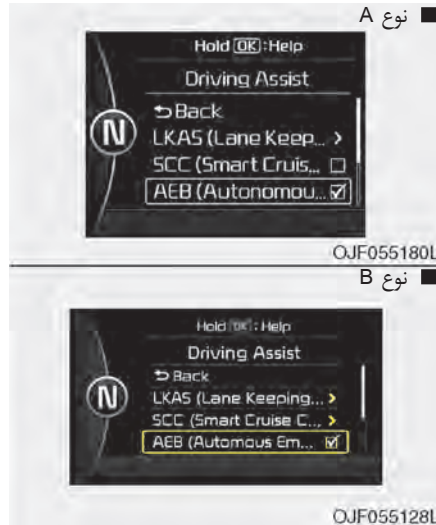 ■ نوع A
Hold OK : Help
Driving Assist
Back
N
LKAS (Lane Keep... >
SCC (Smart Cruis...
AEB (Autonomou...
OJF055180L
■ نوع B
Hold OK : Help
Driving Assist
Back
N
LKAS (Lane Keeping... >
SCC (Smart Cruise C... >
AEB (Automous Em...
OJF055128L